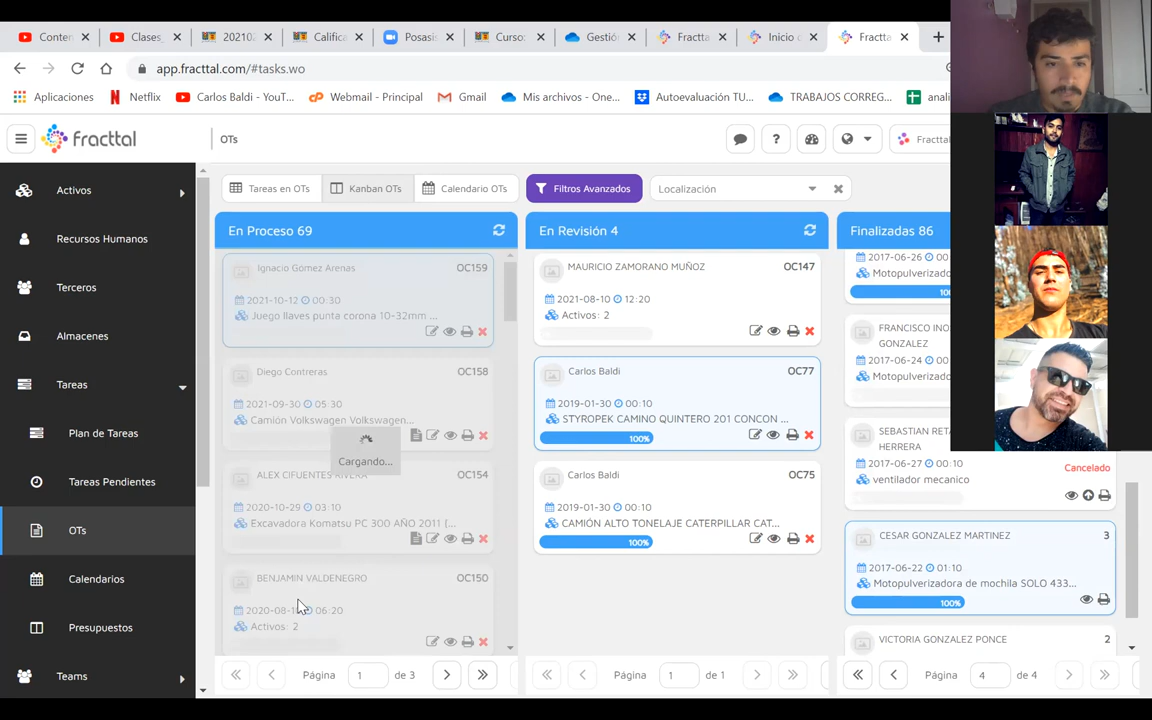 Conten
Clases_
202102
Califica
Posasis
Curso:
Gestió
Fractta
Inicio d
Fractta
app.fracttal.com/#tasks.wo
Aplicaciones
Netflix
Carlos Baldi - YouT...
Webmail - Principal
Gmail
Mis archivos - One...
Autoevaluación TU...
TRABAJOS CORREG...
anali
fracttal
OTs
Fracttal
Activos
Recursos Humanos
Terceros
Almacenes
Tareas
Plan de Tareas
Tareas Pendientes
OTs
Calendarios
Presupuestos
Teams
Tareas en OTs
Kanban OTs
Calendario OTs
Filtros Avanzados
Localización
En Proceso 69
Ignacio Gómez Arenas OC159
2021-10-12 00:30
Juego llaves punta corona 10-32mm ...
Diego Contreras OC158
2021-09-30 05:30
Camión Volkswagen Volkswagen...
Cargando...
ALEX CIFUENTES RIVERA OC154
2020-10-29 03:10
Excavadora Komatsu PC 300 AÑO 2011 [...
BENJAMIN VALDENEGRO OC150
06:20
Activos: 2
Página 1 de 3
En Revisión 4
MAURICIO ZAMORANO MUÑOZ OC147
2021-08-10 12:20
Activos: 2
Carlos Baldi OC77
2019-01-30 00:10
STYROPEK CAMINO QUINTERO 201 CONCON ...
100%
Carlos Baldi OC75
2019-01-30 00:10
CAMIÓN ALTO TONELAJE CATERPILLAR CAT...
100%
Página 1 de 1
Finalizadas 86
2017-06-26 00
Motopulverizado
100%
FRANCISCO INO
GONZALEZ
2017-06-24 00
Motopulverizado
SEBASTIAN RETA
HERRERA
2017-06-27 00:10 Cancelado
ventilador mecanico
CESAR GONZALEZ MARTINEZ 3
2017-06-22 01:10
Motopulverizadora de mochila SOLO 433...
100%
VICTORIA GONZALEZ PONCE 2
Página 4 de 4